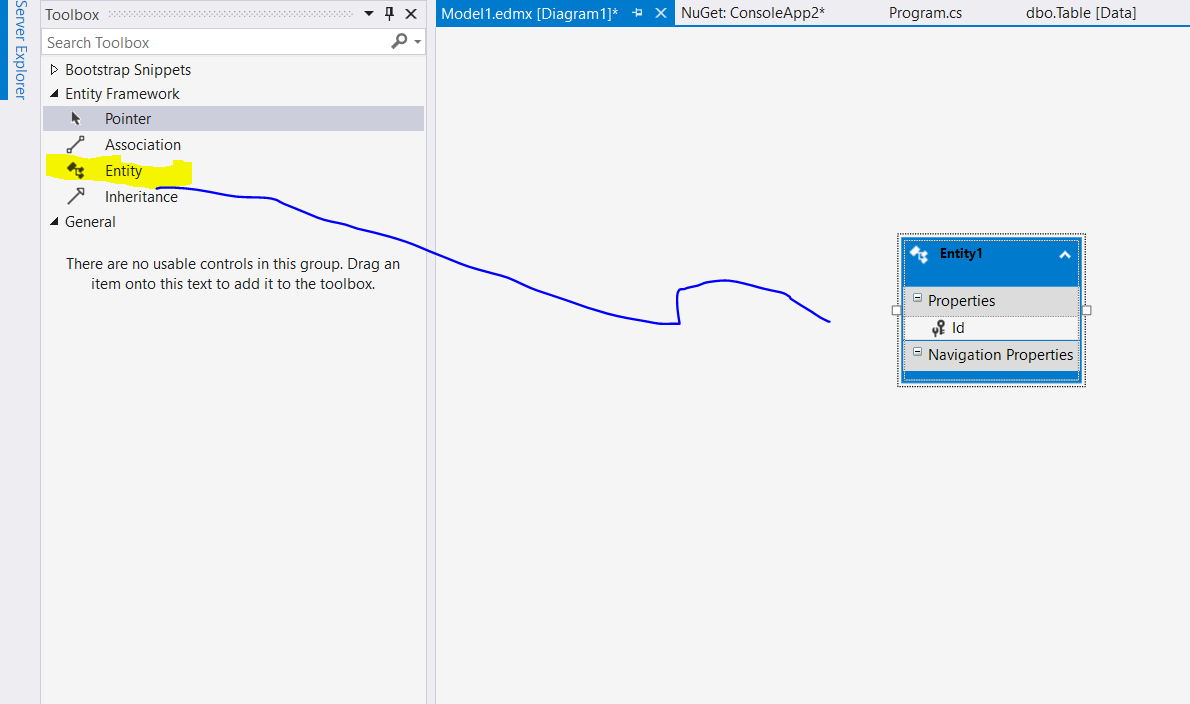 Server Explorer
Toolbox
Search Toolbox
Bootstrap Snippets
Entity Framework
Pointer
Association
Entity
Inheritance
General
There are no usable controls in this group. Drag an
item onto this text to add it to the toolbox.
Model1.edmx [Diagram1]*
NuGet: ConsoleApp2*
Program.cs
dbo.Table [Data]
Entity1
Properties
Id
Navigation Properties